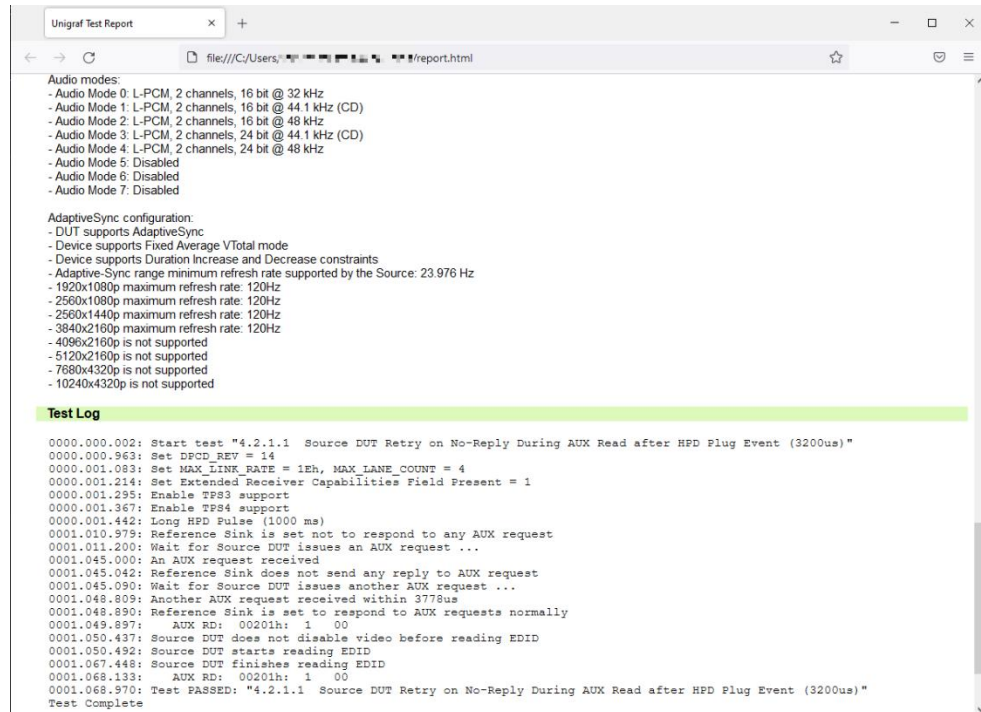 Unigraf Test Report
file:///C:/Users/ /report.html
Audio modes:
- Audio Mode 0: L-PCM, 2 channels, 16 bit @ 32 kHz
- Audio Mode 1: L-PCM, 2 channels, 16 bit @ 44.1 kHz (CD)
- Audio Mode 2: L-PCM, 2 channels, 16 bit @ 48 kHz
- Audio Mode 3: L-PCM, 2 channels, 24 bit @ 44.1 kHz (CD)
- Audio Mode 4: L-PCM, 2 channels, 24 bit @ 48 kHz
- Audio Mode 5: Disabled
- Audio Mode 6: Disabled
- Audio Mode 7: Disabled
AdaptiveSync configuration:
- DUT supports AdaptiveSync
- Device supports Fixed Average VTotal mode
- Device supports Duration Increase and Decrease constraints
- Adaptive-Sync range minimum refresh rate supported by the Source: 23.976 Hz
- 1920x1080p maximum refresh rate: 120Hz
- 2560x1080p maximum refresh rate: 120Hz
- 2560x1440p maximum refresh rate: 120Hz
- 3840x2160p maximum refresh rate: 120Hz
- 4096x2160p is not supported
- 5120x2160p is not supported
- 7680x4320p is not supported
- 10240x4320p is not supported
Test Log
0000.000.002: Start test "4.2.1.1  Source DUT Retry on No-Reply During AUX Read after HPD Plug Event (3200us)"
0000.000.963: Set DPCD_REV = 14
0000.001.083: Set MAX_LINK_RATE = 1Eh, MAX_LANE_COUNT = 4
0000.001.214: Set Extended Receiver Capabilities Field Present = 1
0000.001.295: Enable TPS3 support
0000.001.367: Enable TPS4 support
0000.001.442: Long HPD Pulse (1000 ms)
0001.010.979: Reference Sink is set not to respond to any AUX request
0001.011.200: Wait for Source DUT issues an AUX request ...
0001.045.000: An AUX request received
0001.045.042: Reference Sink does not send any reply to AUX request
0001.045.090: Wait for Source DUT issues another AUX request ...
0001.048.809: Another AUX request received within 3778us
0001.048.890: Reference Sink is set to respond to AUX requests normally
0001.049.897:    AUX RD:  00201h:  1   00
0001.050.437: Source DUT does not disable video before reading EDID
0001.050.492: Source DUT starts reading EDID
0001.067.448: Source DUT finishes reading EDID
0001.068.133:    AUX RD:  00201h:  1   00
0001.068.970: Test PASSED: "4.2.1.1  Source DUT Retry on No-Reply During AUX Read after HPD Plug Event (3200us)"
Test Complete